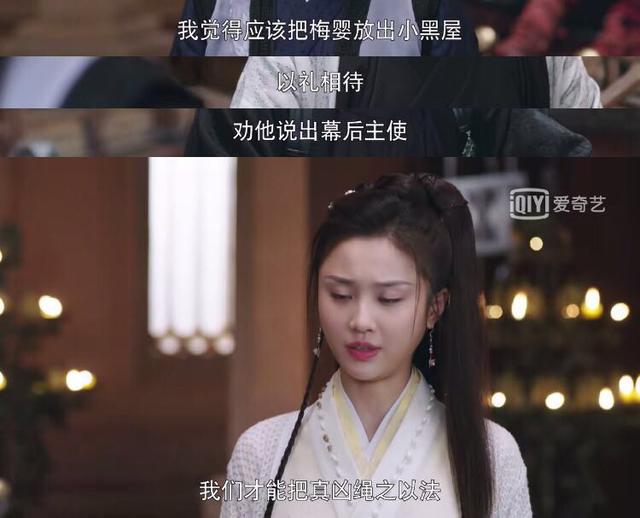 我觉得应该把梅婴放出小黑屋
以礼相待
劝他说出幕后主使
iQIYI 爱奇艺
我们才能把真凶绳之以法